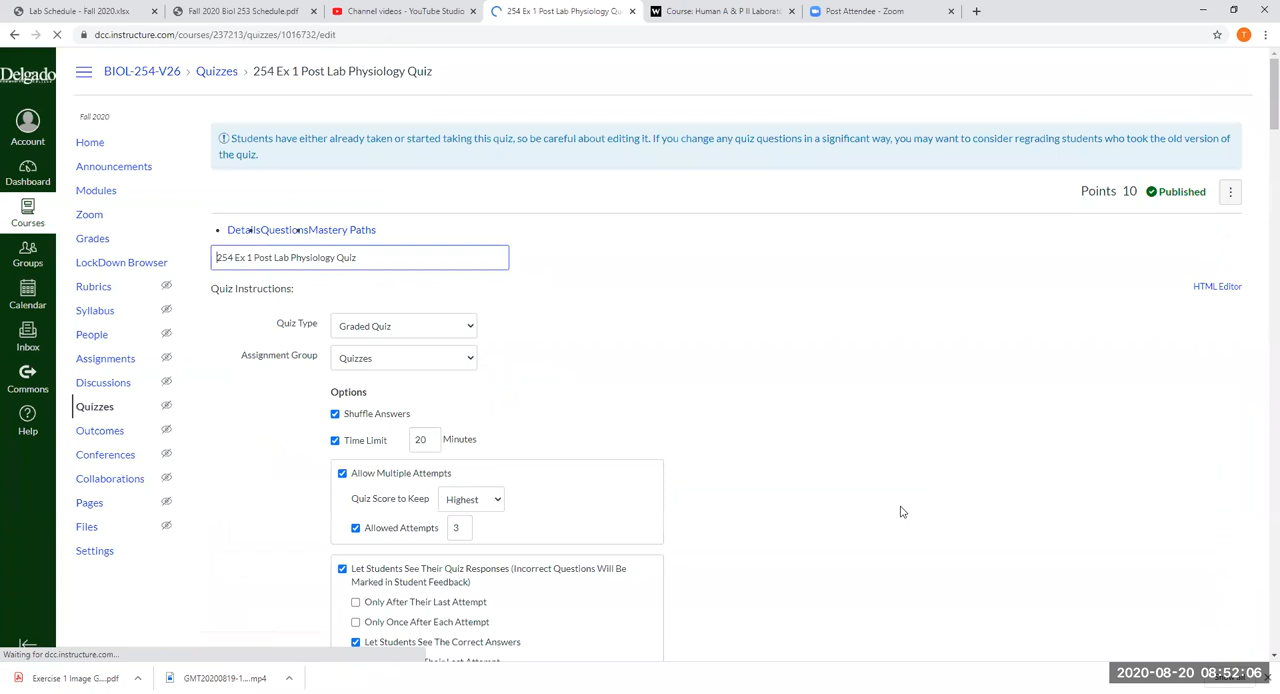 Lab Schedule - Fall 2020.xlsx
Fall 2020 Biol 253 Schedule.pdf
Channel videos - YouTube Studio
254 Ex 1 Post Lab Physiology Qu
Course: Human A & P II Laborato
Post Attendee - Zoom
dcc.instructure.com/courses/237213/quizzes/1016732/edit
T
Delgado
Account
Dashboard
Courses
Groups
Calendar
Inbox
Commons
Help
BIOL-254-V26 › Quizzes › 254 Ex 1 Post Lab Physiology Quiz
Fall 2020
Home
Announcements
Modules
Zoom
Grades
LockDown Browser
Rubrics
Syllabus
People
Assignments
Discussions
Quizzes
Outcomes
Conferences
Collaborations
Pages
Files
Settings
Students have either already taken or started taking this quiz, so be careful about editing it. If you change any quiz questions in a significant way, you may want to consider regrading students who took the old version of
the quiz.
Points 10 Published
Details Questions Mastery Paths
254 Ex 1 Post Lab Physiology Quiz
Quiz Instructions:
HTML Editor
Quiz Type Graded Quiz
Assignment Group Quizzes
Options
Shuffle Answers
Time Limit 20 Minutes
Allow Multiple Attempts
Quiz Score to Keep Highest
Allowed Attempts 3
Let Students See Their Quiz Responses (Incorrect Questions Will Be
Marked in Student Feedback)
Only After Their Last Attempt
Only Once After Each Attempt
Let Students See The Correct Answers
Waiting for dcc.instructure.com...
Exercise 1 Image G....pdf
GMT20200819-1....mp4
2020-08-20 08:52:06